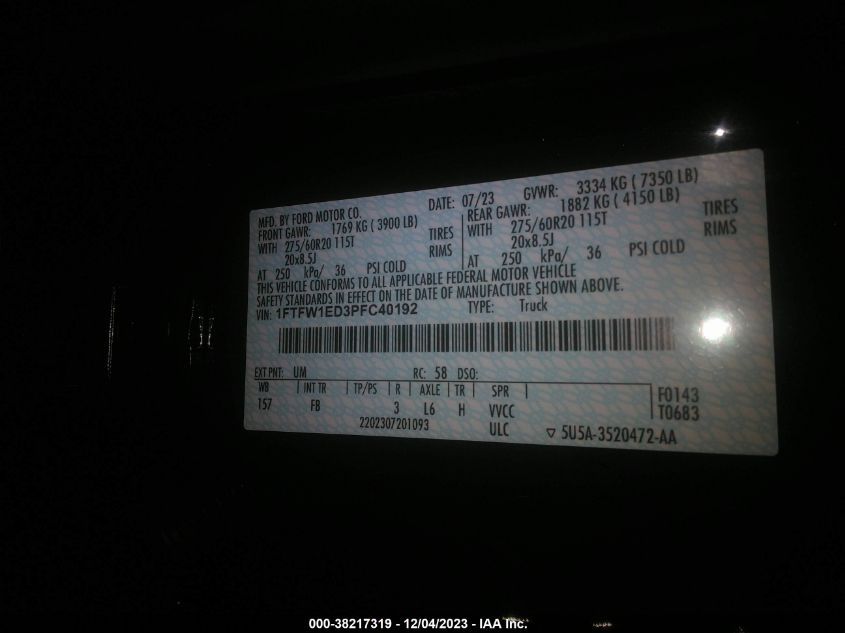 MFD. BY FORD MOTOR CO. DATE: 07/23 GVWR: 3334 KG ( 7350 LB)
FRONT GAWR: 1769 KG ( 3900 LB) REAR GAWR: 1882 KG ( 4150 LB)
WITH 275/60R20 115T TIRES WITH 275/60R20 115T TIRES
20x8.5J RIMS 20x8.5J RIMS
AT 250 kPa/ 36 PSI COLD AT 250 kPa/ 36 PSI COLD
THIS VEHICLE CONFORMS TO ALL APPLICABLE FEDERAL MOTOR VEHICLE
SAFETY STANDARDS IN EFFECT ON THE DATE OF MANUFACTURE SHOWN ABOVE.
VIN: 1FTFW1ED3PFC40192 TYPE: Truck
EXT PNT: UM RC: 58 DSO:
WB INT TR TP/PS R AXLE TR SPR F0143
157 FB 3 L6 H VVCC T0683
2202307201093 ULC ▽ 5U5A-3520472-AA
000-38217319 - 12/04/2023 - IAA Inc.